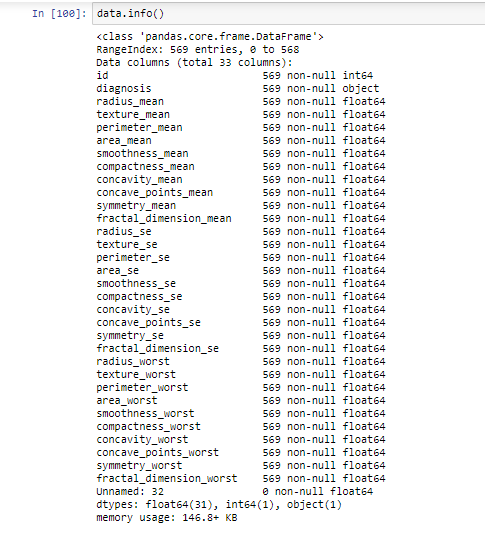 In [100]: data.info()
<class 'pandas.core.frame.DataFrame'>
RangeIndex: 569 entries, 0 to 568
Data columns (total 33 columns):
id                         569 non-null int64
diagnosis                  569 non-null object
radius_mean                569 non-null float64
texture_mean               569 non-null float64
perimeter_mean             569 non-null float64
area_mean                  569 non-null float64
smoothness_mean            569 non-null float64
compactness_mean           569 non-null float64
concavity_mean             569 non-null float64
concave_points_mean        569 non-null float64
symmetry_mean              569 non-null float64
fractal_dimension_mean     569 non-null float64
radius_se                  569 non-null float64
texture_se                 569 non-null float64
perimeter_se               569 non-null float64
area_se                    569 non-null float64
smoothness_se              569 non-null float64
compactness_se             569 non-null float64
concavity_se               569 non-null float64
concave_points_se          569 non-null float64
symmetry_se                569 non-null float64
fractal_dimension_se       569 non-null float64
radius_worst               569 non-null float64
texture_worst              569 non-null float64
perimeter_worst            569 non-null float64
area_worst                 569 non-null float64
smoothness_worst           569 non-null float64
compactness_worst          569 non-null float64
concavity_worst            569 non-null float64
concave_points_worst       569 non-null float64
symmetry_worst             569 non-null float64
fractal_dimension_worst    569 non-null float64
Unnamed: 32                0 non-null float64
dtypes: float64(31), int64(1), object(1)
memory usage: 146.8+ KB